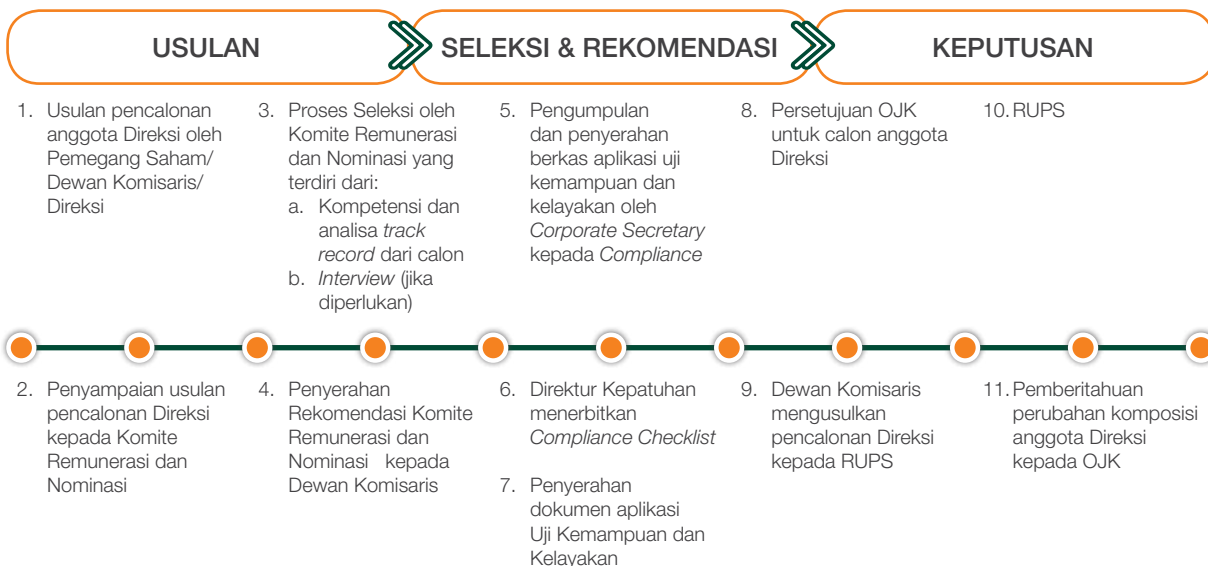 USULAN
SELEKSI & REKOMENDASI
KEPUTUSAN
1. Usulan pencalonan
anggota Direksi oleh
Pemegang Saham/
Dewan Komisaris/
Direksi
3. Proses Seleksi oleh
Komite Remunerasi
dan Nominasi yang
terdiri dari:
a. Kompetensi dan
analisa track
record dari calon
b. Interview (jika
diperlukan)
5. Pengumpulan
dan penyerahan
berkas aplikasi uji
kemampuan dan
kelayakan oleh
Corporate Secretary
kepada Compliance
8. Persetujuan OJK
untuk calon anggota
Direksi
10. RUPS
2. Penyampaian usulan
pencalonan Direksi
kepada Komite
Remunerasi dan
Nominasi
4. Penyerahan
Rekomendasi Komite
Remunerasi dan
Nominasi kepada
Dewan Komisaris
6. Direktur Kepatuhan
menerbitkan
Compliance Checklist
7. Penyerahan
dokumen aplikasi
Uji Kemampuan dan
Kelayakan
9. Dewan Komisaris
mengusulkan
pencalonan Direksi
kepada RUPS
11. Pemberitahuan
perubahan komposisi
anggota Direksi
kepada OJK